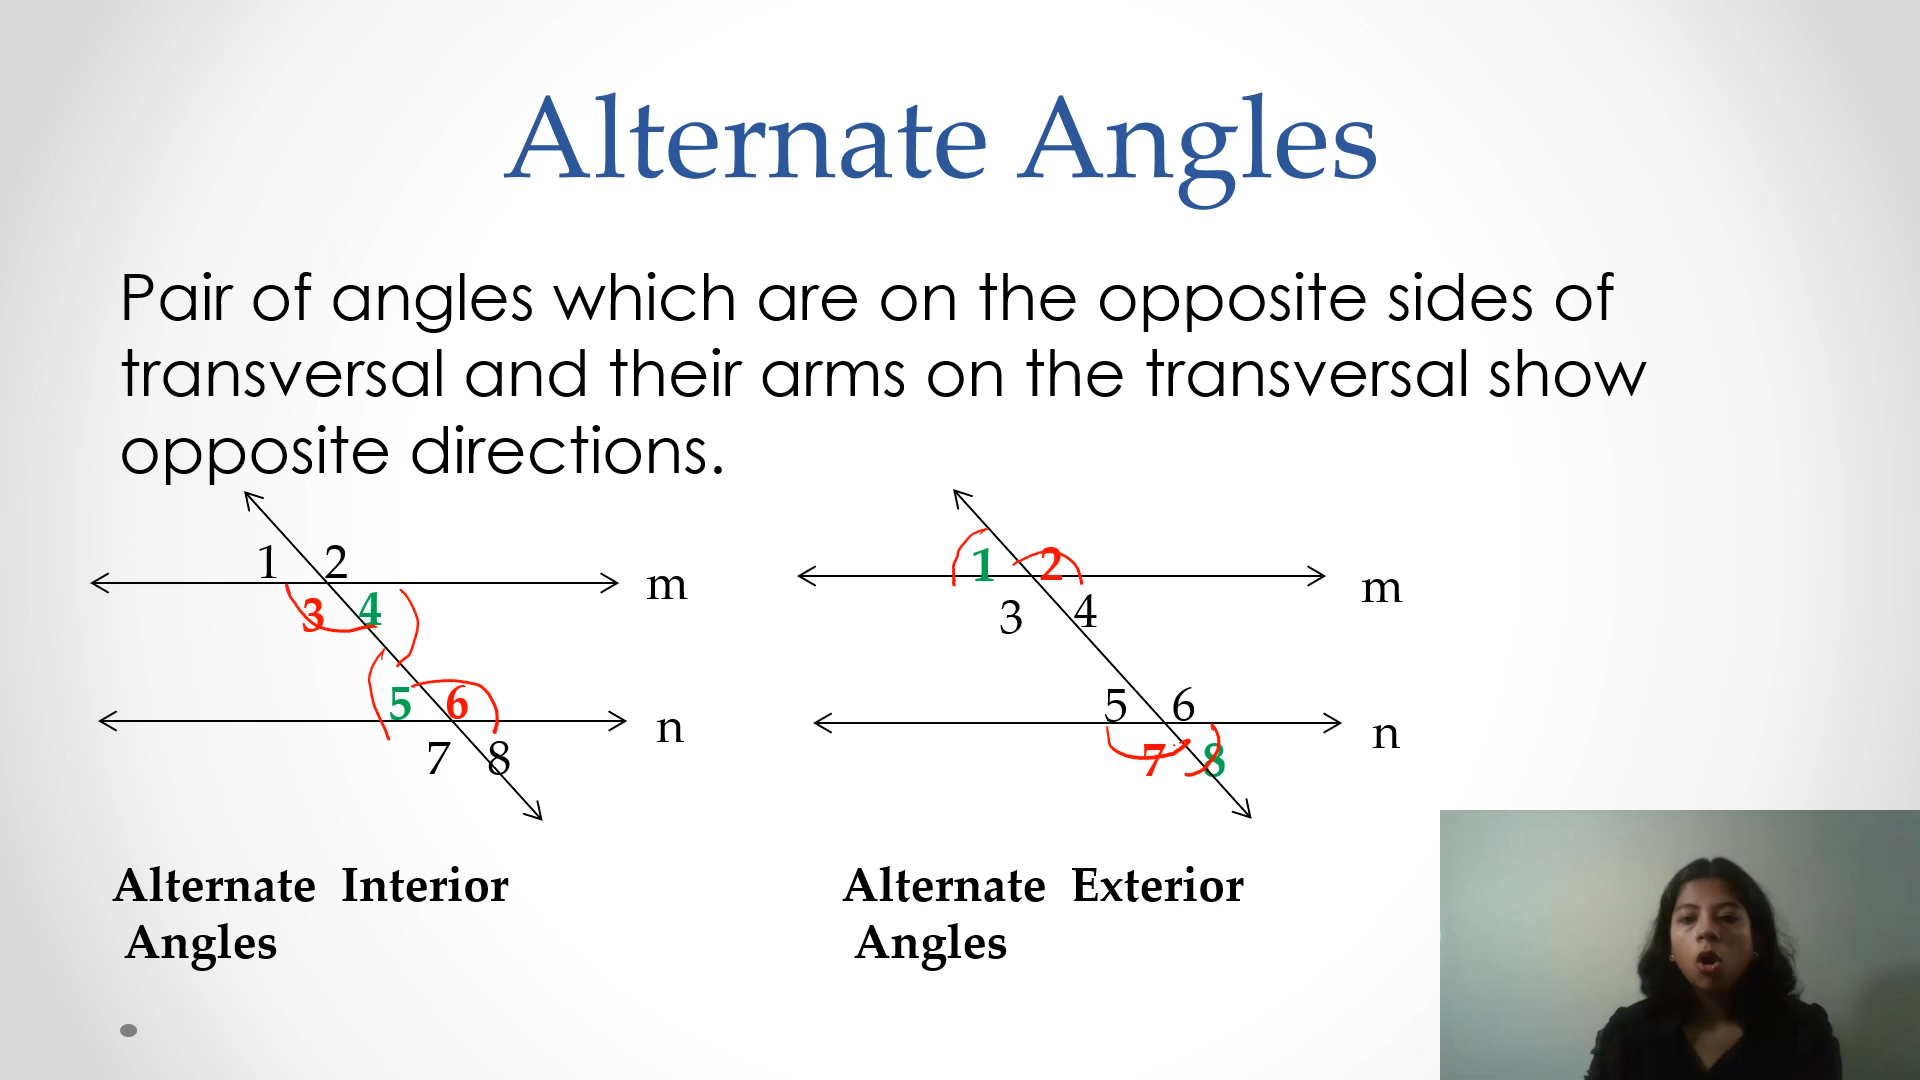 Alternate Angles
Pair of angles which are on the opposite sides of
transversal and their arms on the transversal show
opposite directions.
1 2
m
3 4
5 6
n
7 8
Alternate Interior
Angles
1 2
m
3 4
5 6
n
7 8
Alternate Exterior
Angles